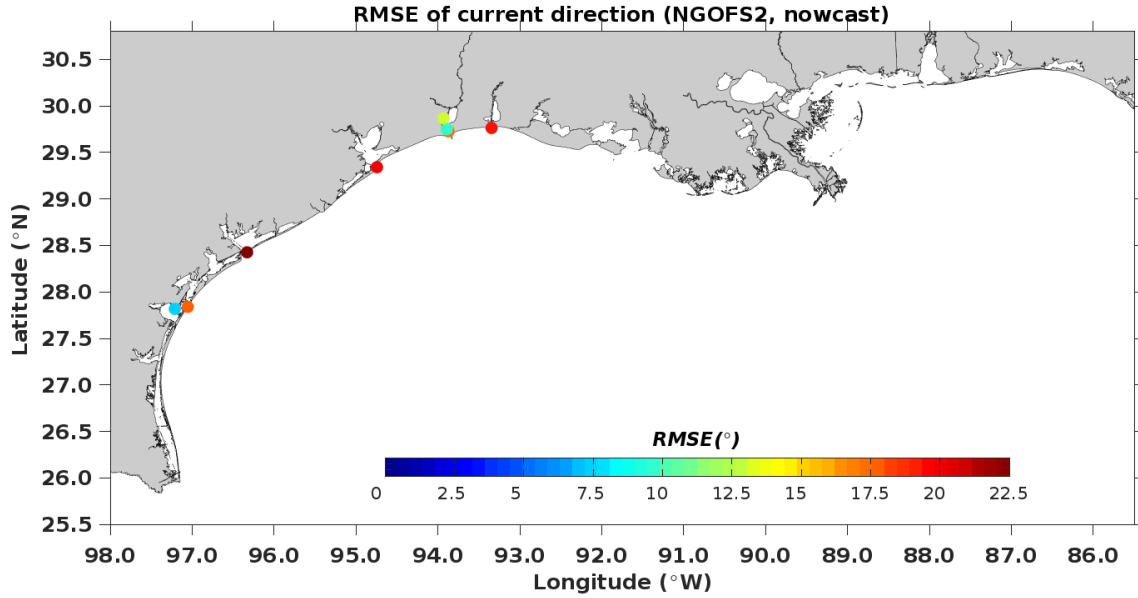 RMSE of current direction (NGOFS2, nowcast)
30.5
30.0
29.5
29.0
28.5
28.0
27.5
27.0
26.5
26.0
25.5
Latitude (°N)
RMSE(°)
0 2.5 5 7.5 10 12.5 15 17.5 20 22.5
98.0 97.0 96.0 95.0 94.0 93.0 92.0 91.0 90.0 89.0 88.0 87.0 86.0
Longitude (°W)